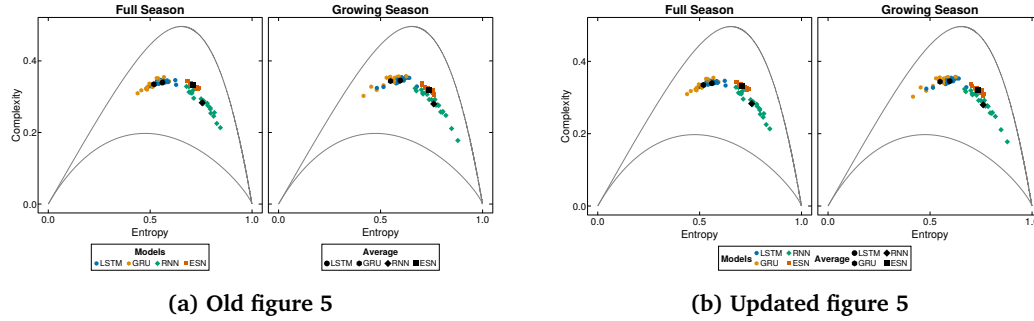 Full Season
Growing Season
Complexity
0.4
0.2
0.0
0.0 0.5 1.0
Entropy
0.0 0.5 1.0
Entropy
Models
LSTM GRU RNN ESN
Average
LSTM GRU RNN ESN
(a) Old figure 5
Full Season
Growing Season
Complexity
0.4
0.2
0.0
0.0 0.5 1.0
Entropy
0.0 0.5 1.0
Entropy
Models
LSTM RNN
GRU ESN
Average
LSTM RNN
GRU ESN
(b) Updated figure 5